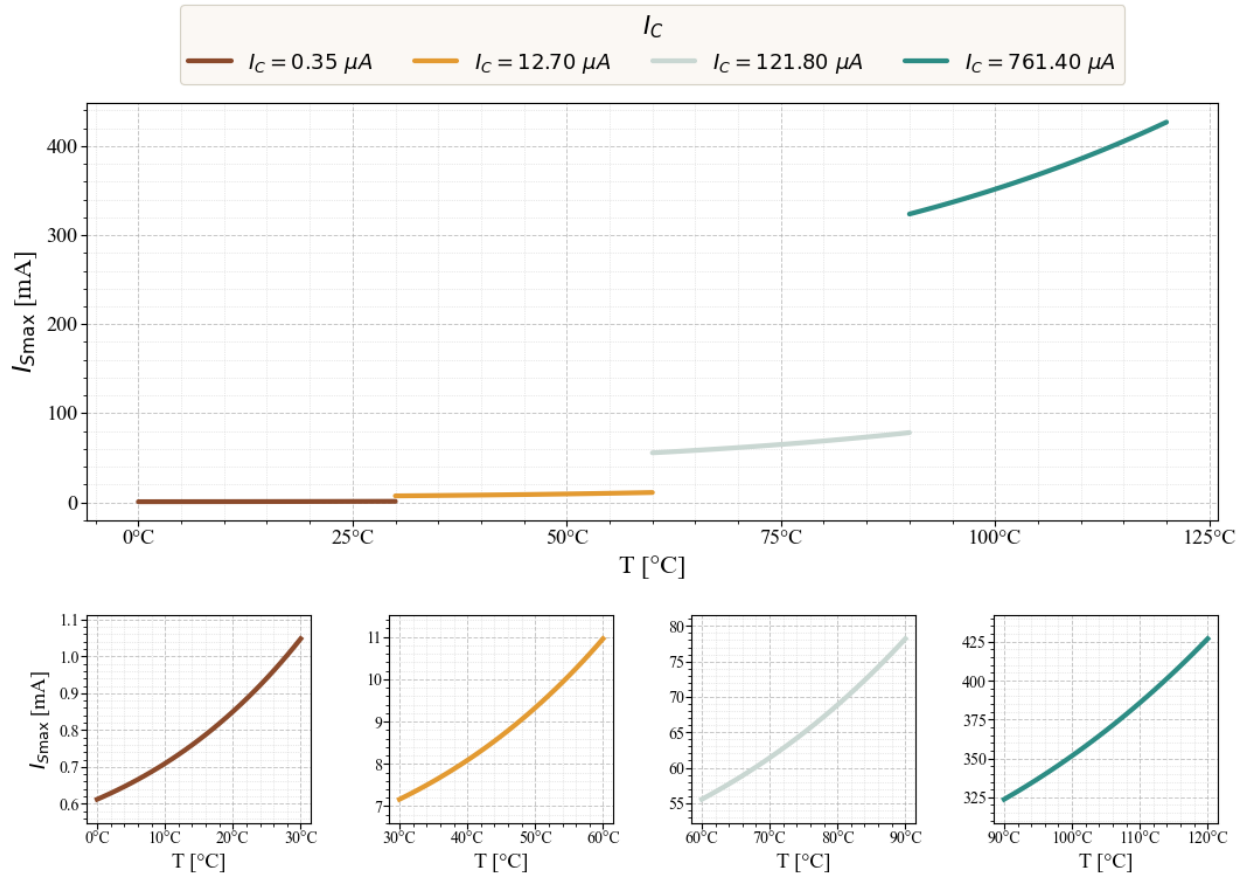 I_C
I_C = 0.35 μA
I_C = 12.70 μA
I_C = 121.80 μA
I_C = 761.40 μA
I_Smax [mA]
400
300
200
100
0
0°C 25°C 50°C 75°C 100°C 125°C
T [°C]
I_Smax [mA]
1.1
1.0
0.9
0.8
0.7
0.6
0°C 10°C 20°C 30°C
T [°C]
11
10
9
8
7
30°C 40°C 50°C 60°C
T [°C]
80
75
70
65
60
55
60°C 70°C 80°C 90°C
T [°C]
425
400
375
350
325
90°C 100°C 110°C 120°C
T [°C]